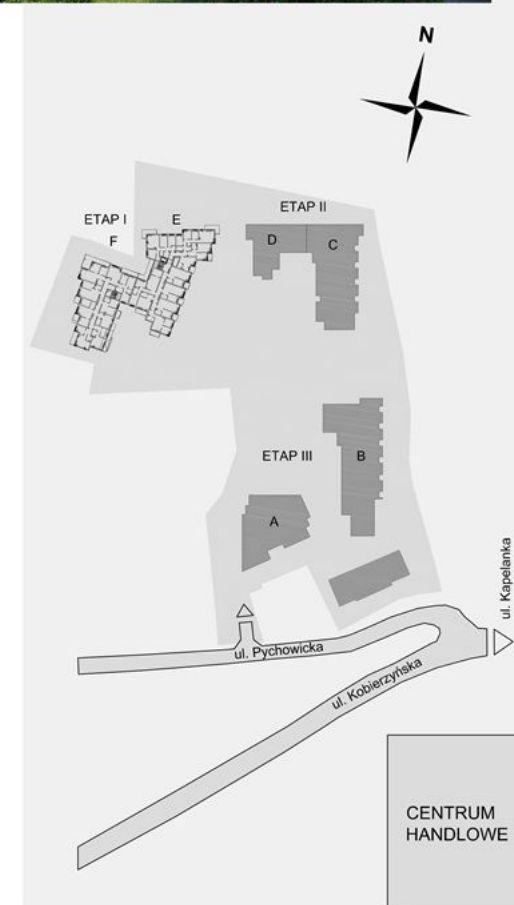 N
ETAP I
E
F
ETAP II
D
C
ETAP III
B
A
ul. Kapelanka
ul. Pychowicka
ul. Kobierzyńska
CENTRUM
HANDLOWE